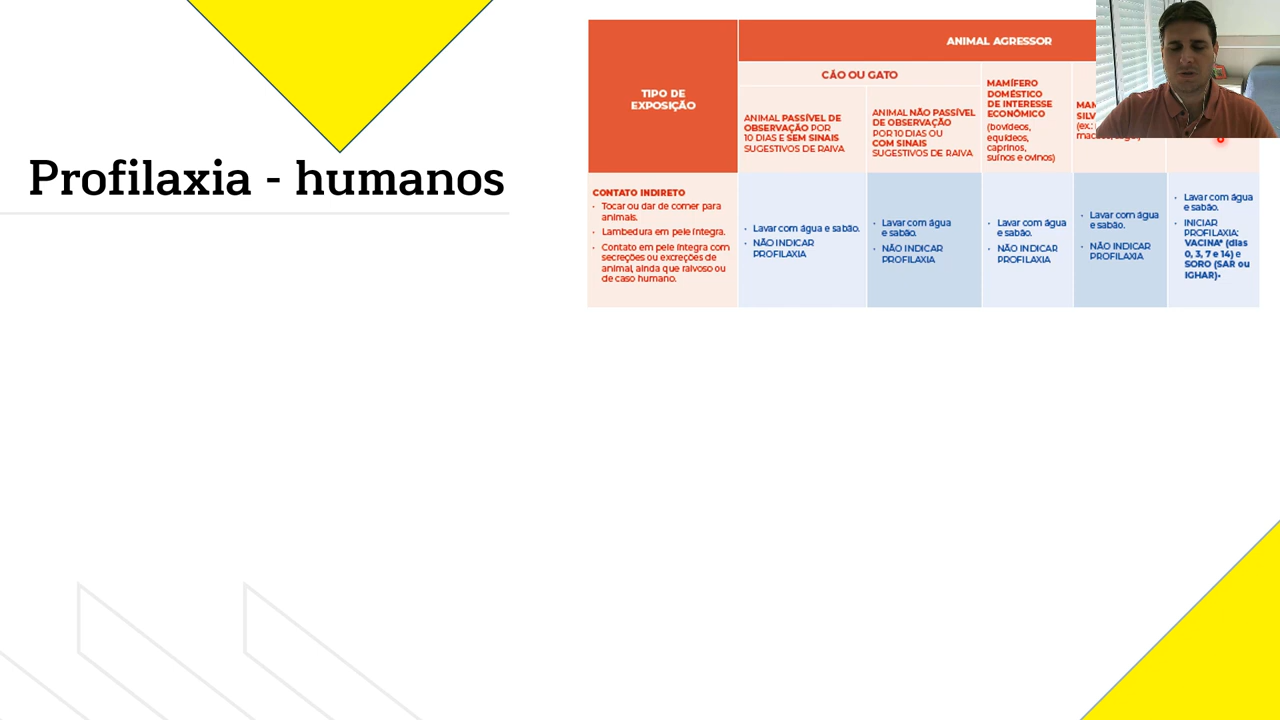 Profilaxia - humanos
ANIMAL AGRESSOR
TIPO DE
EXPOSIÇÃO
CÃO OU GATO
ANIMAL PASSÍVEL DE
OBSERVAÇÃO POR
10 DIAS E SEM SINAIS
SUGESTIVOS DE RAIVA
ANIMAL NÃO PASSÍVEL
DE OBSERVAÇÃO
POR 10 DIAS OU
COM SINAIS
SUGESTIVOS DE RAIVA
MAMÍFERO
DOMÉSTICO
DE INTERESSE
ECONÔMICO
(bovídeos,
equídeos,
caprinos,
suínos e ovinos)
CONTATO INDIRETO
• Tocar ou dar de comer para
animais.
• Lambedura em pele íntegra.
• Contato em pele íntegra com
secreções ou excreções de
animal, ainda que raivoso ou
de caso humano.
• Lavar com água e sabão.
• NÃO INDICAR
PROFILAXIA
• Lavar com água
e sabão.
• NÃO INDICAR
PROFILAXIA
• Lavar com água
e sabão.
• NÃO INDICAR
PROFILAXIA
• Lavar com água
e sabão.
• NÃO INDICAR
PROFILAXIA
• Lavar com água
e sabão.
• INICIAR
PROFILAXIA:
VACINAª (dias
0, 3, 7 e 14) e
SORO (SAR ou
IGHAR)ᵃ